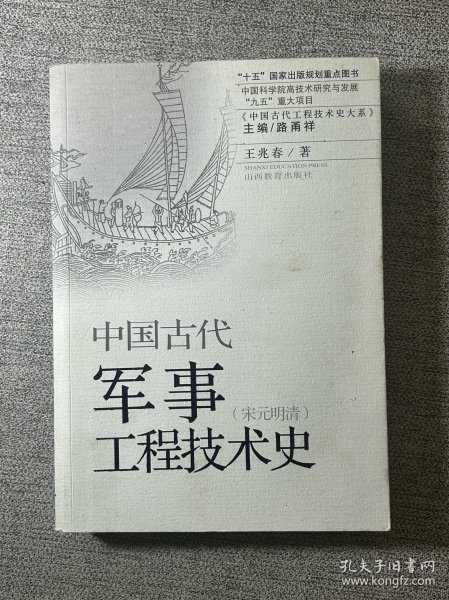 “十五”国家出版规划重点图书
中国科学院高技术研究与发展
“九五”重大项目
《中国古代工程技术史大系》
主编/路甬祥
王兆春/著
SHANXI EDUCATION PRESS
山西教育出版社
中国古代
军事
(宋元明清)
工程技术史
孔夫子旧书网
www.kongfz.com